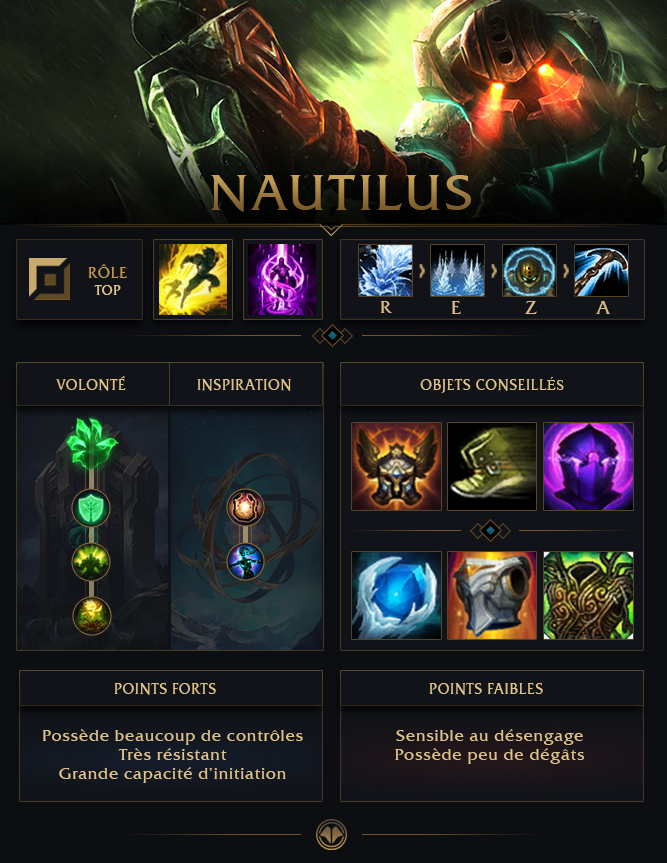 NAUTILUS
RÔLE
TOP
R
E
Z
A
VOLONTÉ
INSPIRATION
OBJETS CONSEILLÉS
POINTS FORTS
Possède beaucoup de contrôles
Très résistant
Grande capacité d'initiation
POINTS FAIBLES
Sensible au désengage
Possède peu de dégâts